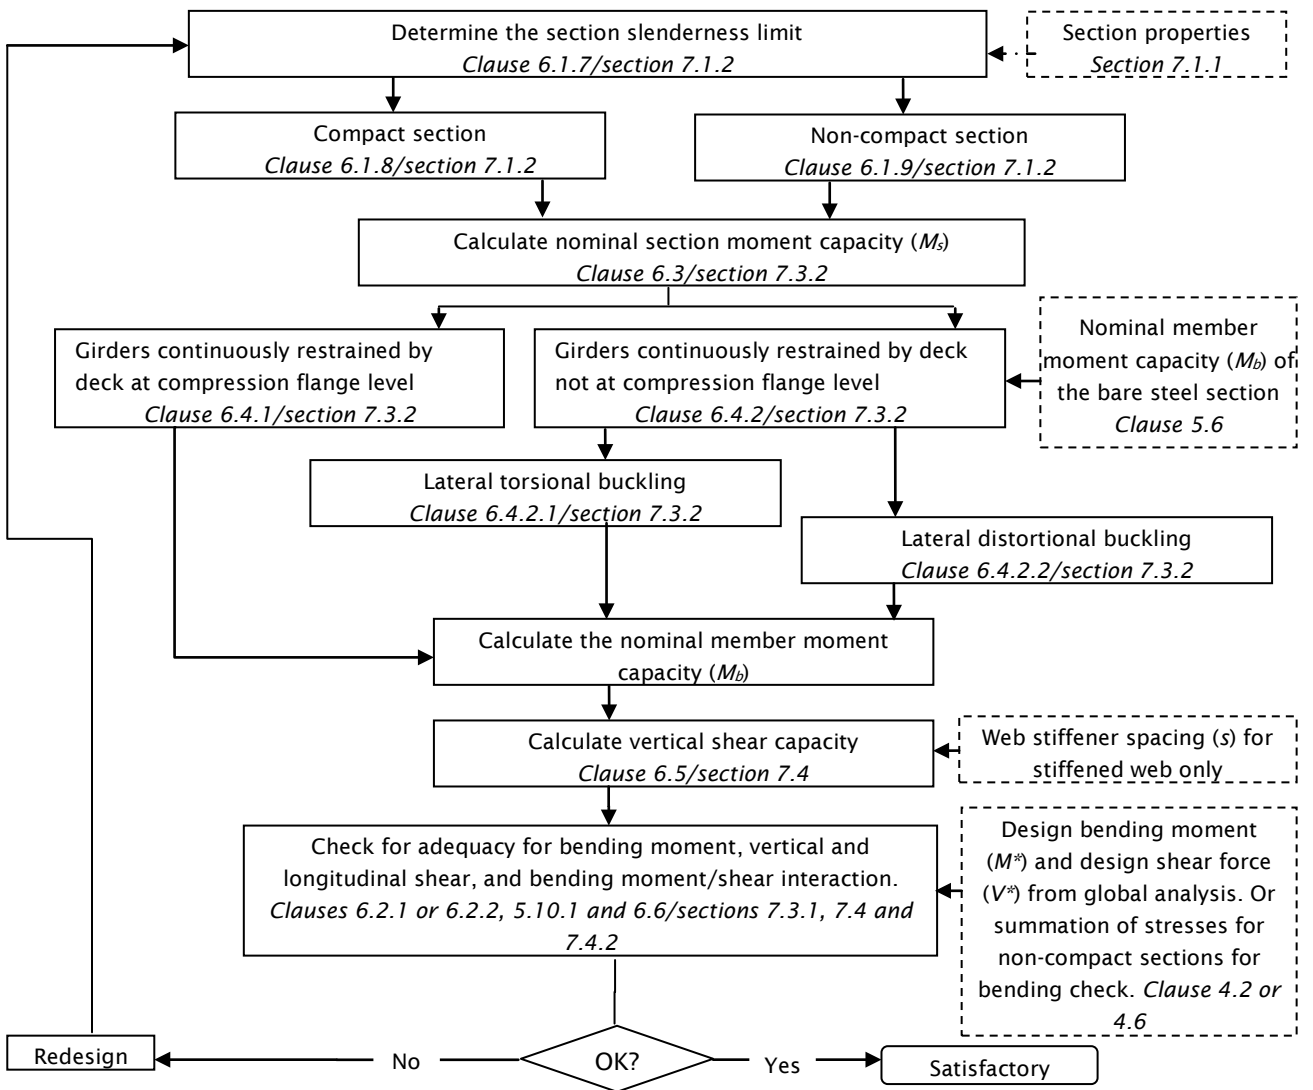 Determine the section slenderness limit
Clause 6.1.7/section 7.1.2
Section properties
Section 7.1.1
Compact section
Clause 6.1.8/section 7.1.2
Non-compact section
Clause 6.1.9/section 7.1.2
Calculate nominal section moment capacity (Ms)
Clause 6.3/section 7.3.2
Girders continuously restrained by
deck at compression flange level
Clause 6.4.1/section 7.3.2
Girders continuously restrained by deck
not at compression flange level
Clause 6.4.2/section 7.3.2
Nominal member
moment capacity (Mb) of
the bare steel section
Clause 5.6
Lateral torsional buckling
Clause 6.4.2.1/section 7.3.2
Lateral distortional buckling
Clause 6.4.2.2/section 7.3.2
Calculate the nominal member moment
capacity (Mb)
Calculate vertical shear capacity
Clause 6.5/section 7.4
Web stiffener spacing (s) for
stiffened web only
Check for adequacy for bending moment, vertical and
longitudinal shear, and bending moment/shear interaction.
Clauses 6.2.1 or 6.2.2, 5.10.1 and 6.6/sections 7.3.1, 7.4 and
7.4.2
Design bending moment
(M*) and design shear force
(V*) from global analysis. Or
summation of stresses for
non-compact sections for
bending check. Clause 4.2 or
4.6
Redesign
No
OK?
Yes
Satisfactory